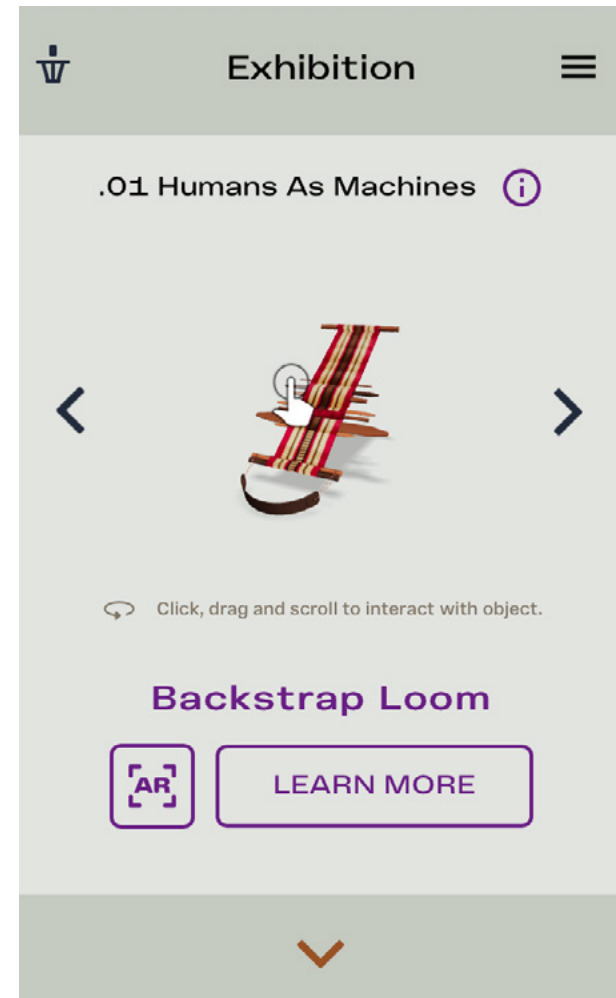 Exhibition
.01 Humans As Machines
Click, drag and scroll to interact with object.
Backstrap Loom
AR
LEARN MORE